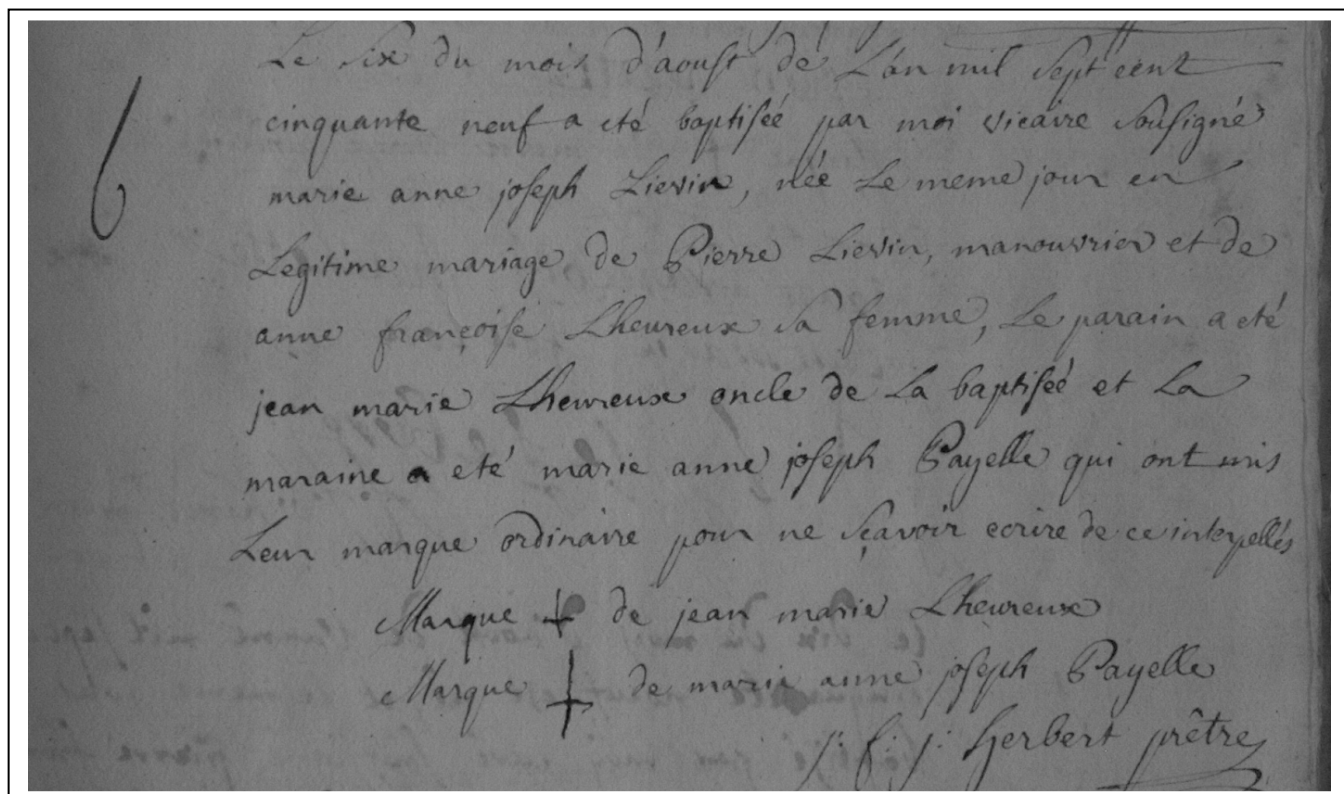 Le six du mois d'aoust de L'an mil sept cent
cinquante neuf a eté baptisée par moi vicaire sousigné
6
marie anne joseph Lievin, née Le meme jour en
Legitime mariage de Pierre Lievin, manouvrier et de
anne françoise Lheureux sa femme, Le parain a eté
jean marie Lheureux oncle de La baptisée et La
maraine a eté marie anne joseph Payelle qui ont mis
Leur marque ordinaire pour ne sçavoir ecrire de ce interpellés
Marque + de jean marie Lheureux
Marque + de marie anne joseph Payelle
j: f: j: herbert prêtre